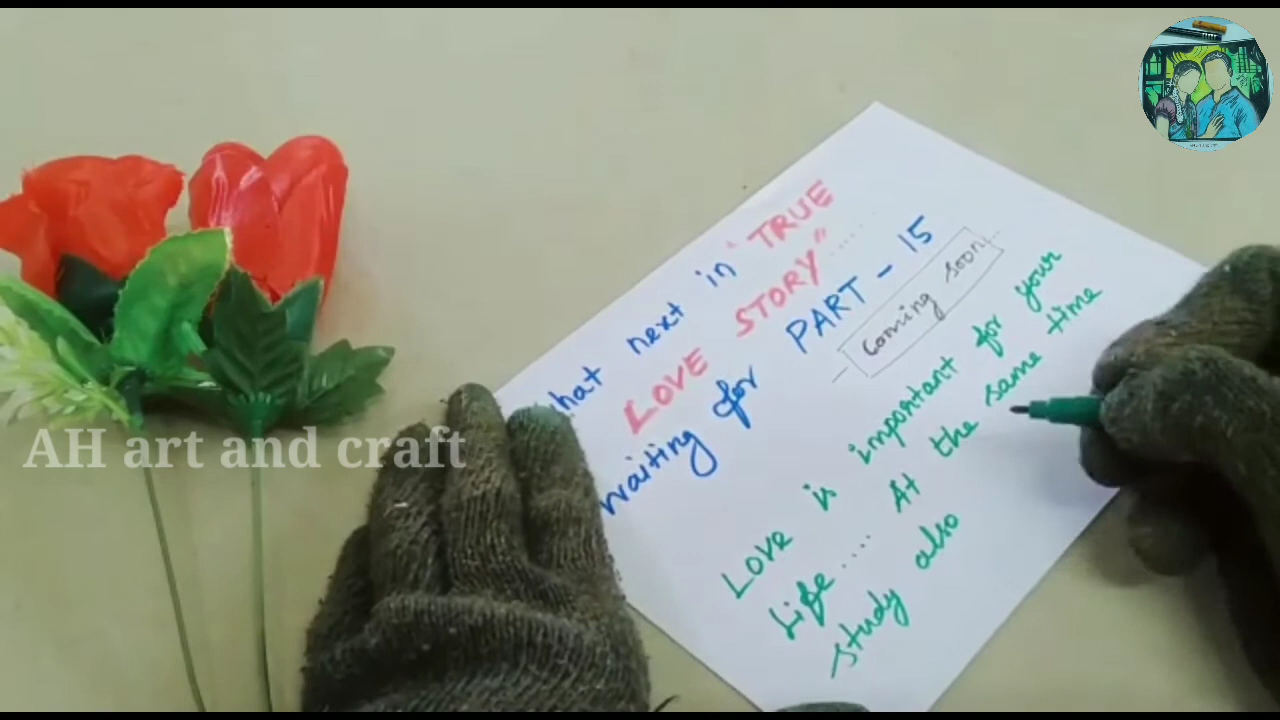 hat next in "TRUE
LOVE STORY" .....
waiting for PART - 15
Coming soon...
Love is important for your
Life .... At the same time
study also
AH art and craft